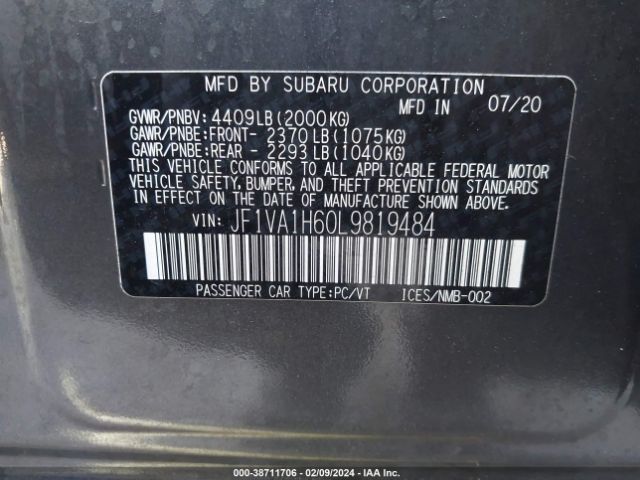 MFD BY SUBARU CORPORATION
MFD IN 07/20
GVWR/PNBV: 4409LB(2000KG)
GAWR/PNBE:FRONT- 2370LB(1075KG)
GAWR/PNBE:REAR - 2293LB(1040KG)
THIS VEHICLE CONFORMS TO ALL APPLICABLE FEDERAL MOTOR
VEHICLE SAFETY, BUMPER, AND THEFT PREVENTION STANDARDS
IN EFFECT ON THE DATE OF MANUFACTURE SHOWN ABOVE.
VIN: JF1VA1H60L9819484
PASSENGER CAR TYPE:PC/VT ICES/NMB-002
000-38711706 - 02/09/2024 - IAA Inc.